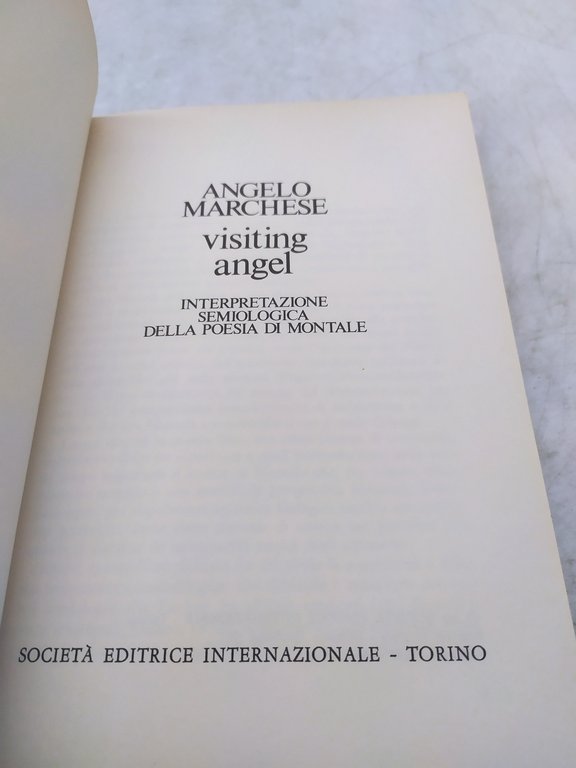 ANGELO
MARCHESE
visiting
angel
INTERPRETAZIONE
SEMIOLOGICA
DELLA POESIA DI MONTALE
SOCIETÀ EDITRICE INTERNAZIONALE - TORINO